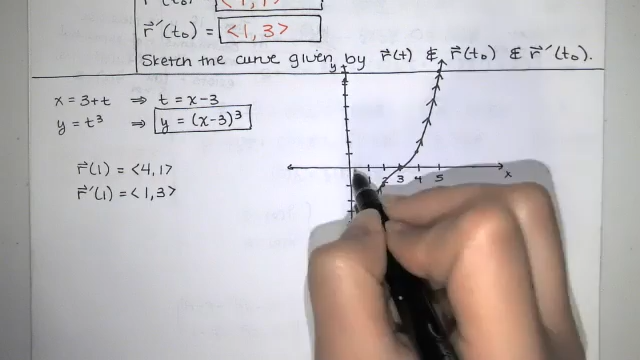 r⃗'(t₀) = <1, 3>
Sketch the curve given by r⃗(t) & r⃗(t₀) & r⃗'(t₀).
x = 3+t ⇒ t = x-3
y = t³ ⇒ y = (x-3)³
r⃗(1) = <4,1>
r⃗'(1) = <1,3>
y
1 2 3 4 5 x